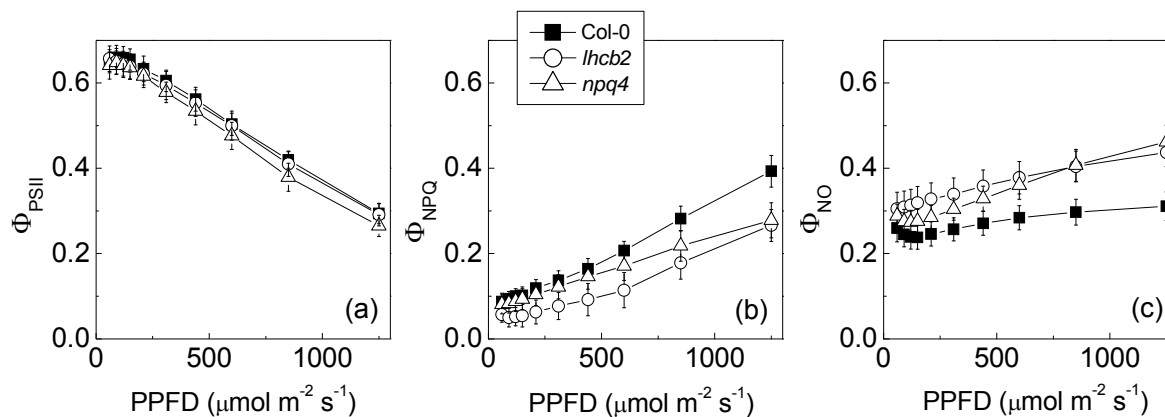 Col-0
lhcb2
npq4
0.6
0.4
0.2
0.0
Φ_PSII
(a)
0 500 1000
PPFD (μmol m⁻² s⁻¹)
0.6
0.4
0.2
0.0
Φ_NPQ
(b)
0 500 1000
PPFD (μmol m⁻² s⁻¹)
0.6
0.4
0.2
0.0
Φ_NO
(c)
0 500 1000
PPFD (μmol m⁻² s⁻¹)